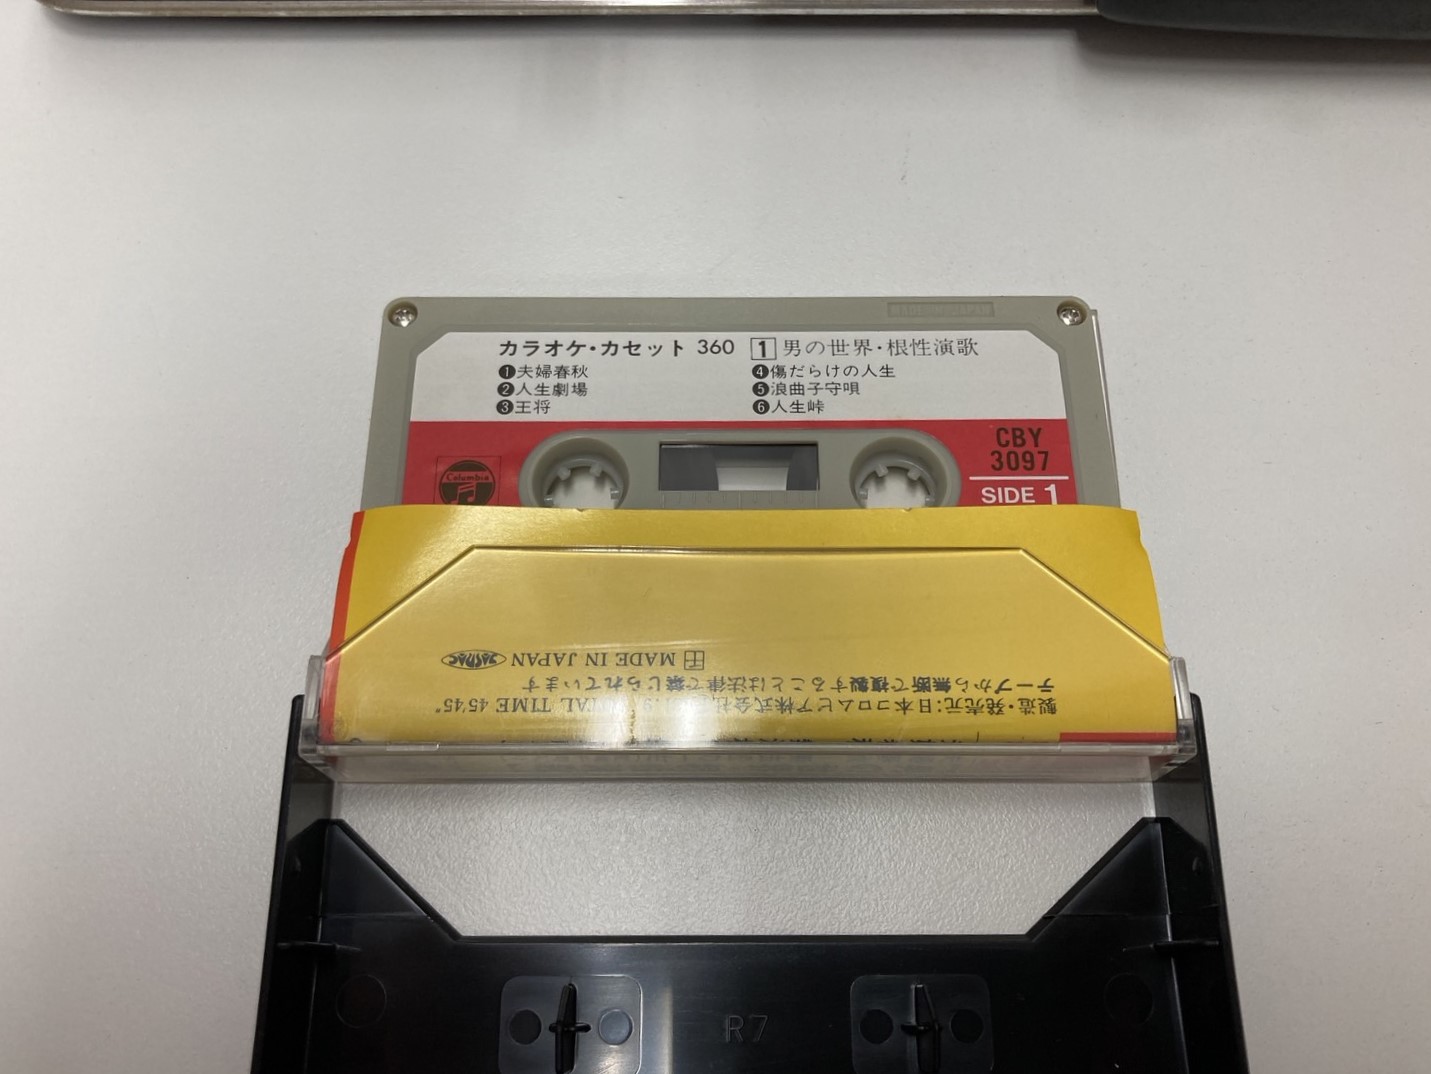 MADE IN JAPAN
カラオケ・カセット 360 1 男の世界・根性演歌
❶夫婦春秋
❷人生劇場
❸王将
❹傷だらけの人生
❺浪曲子守唄
❻人生峠
Columbia
CBY
3097
SIDE 1
製造・発売元:日本コロムビア株式会社 TOTAL TIME 45'45"
テープから無断で複製することは法律で禁じられています
MADE IN JAPAN JASRAC
R7